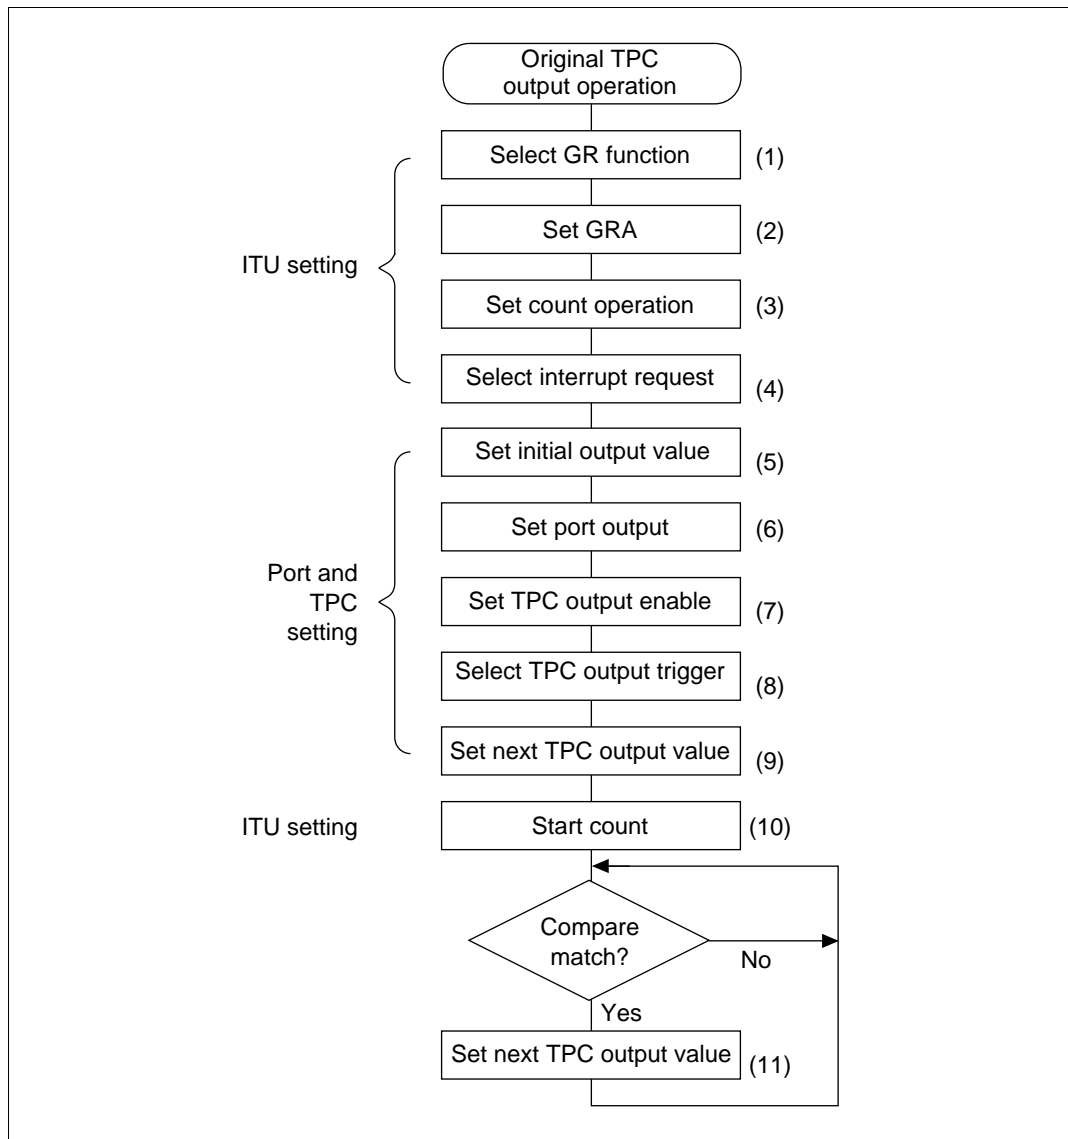 Original TPC
output operation
Select GR function
(1)
Set GRA
(2)
ITU setting
Set count operation
(3)
Select interrupt request
(4)
Set initial output value
(5)
Set port output
(6)
Port and
TPC
setting
Set TPC output enable
(7)
Select TPC output trigger
(8)
Set next TPC output value
(9)
ITU setting
Start count
(10)
Compare
match?
No
Yes
Set next TPC output value
(11)